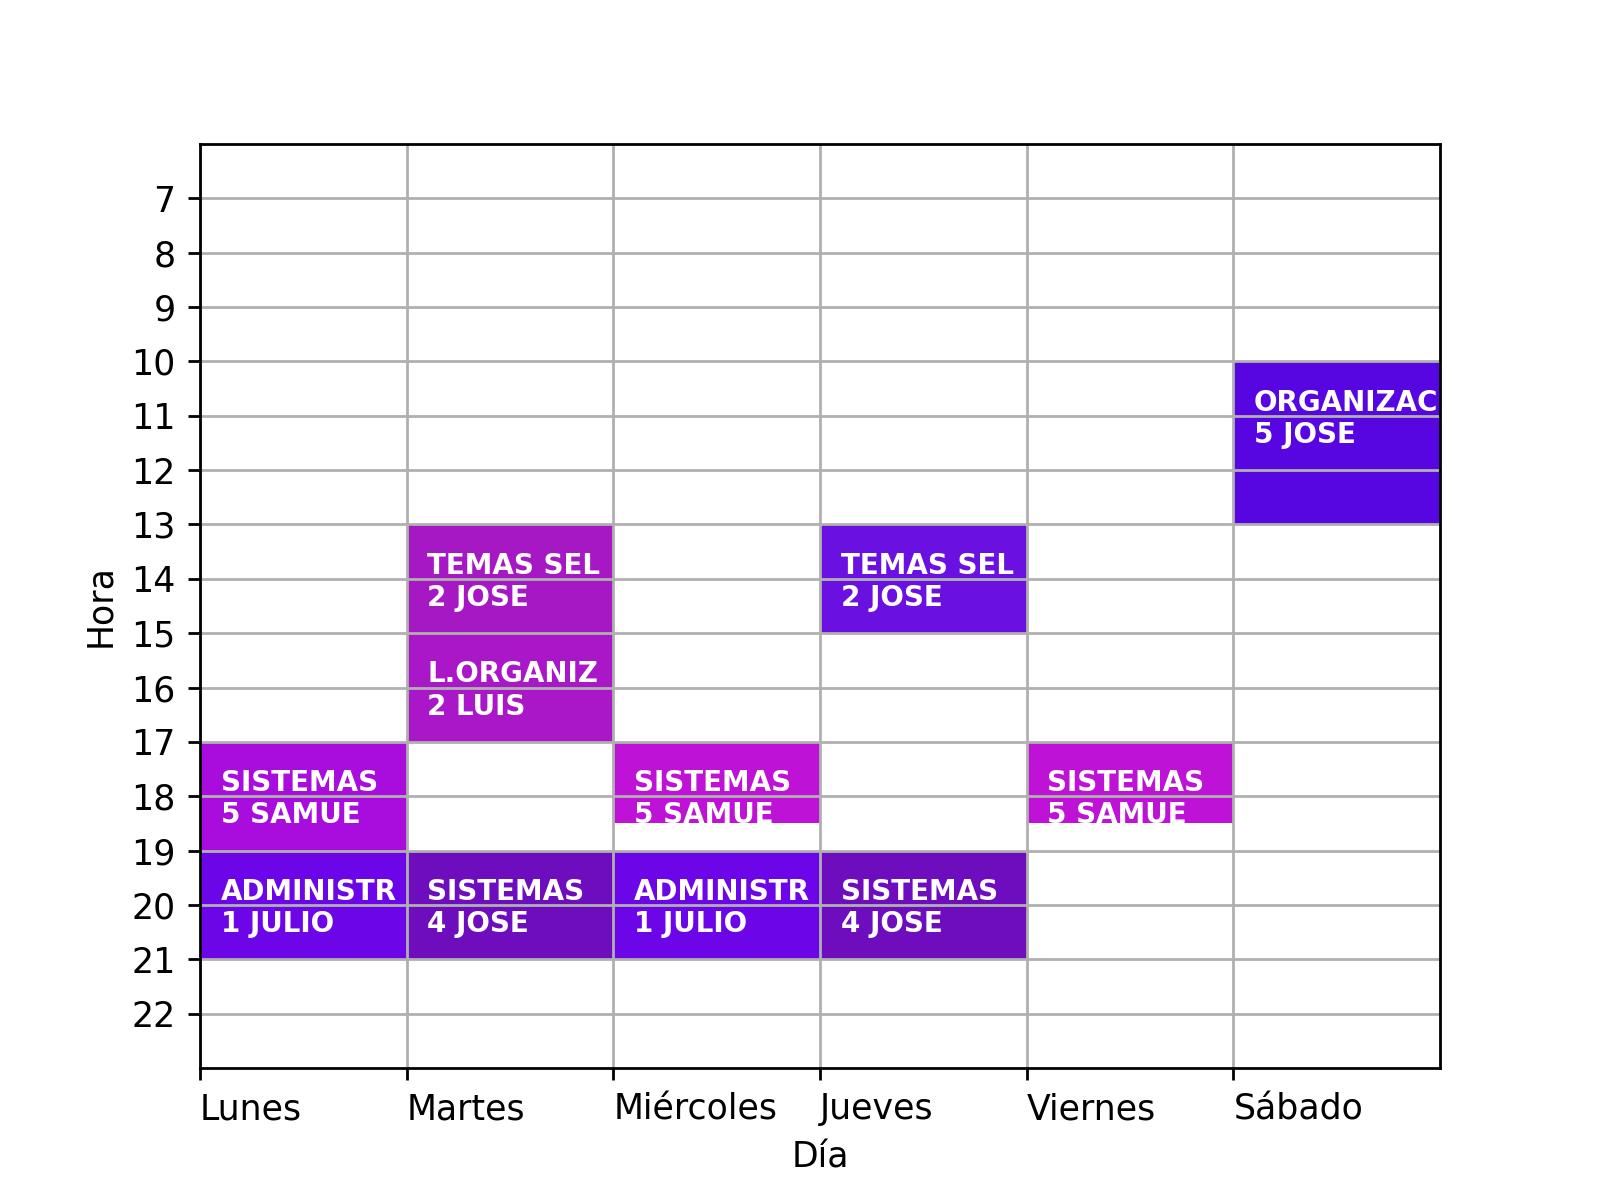 7
8
9
10
ORGANIZAC
11
5 JOSE
12
13
TEMAS SEL
TEMAS SEL
14
2 JOSE
2 JOSE
Hora
15
L.ORGANIZ
16
2 LUIS
17
SISTEMAS
SISTEMAS
SISTEMAS
18
5 SAMUE
5 SAMUE
5 SAMUE
19
ADMINISTR
SISTEMAS
ADMINISTR
SISTEMAS
20
1 JULIO
4 JOSE
1 JULIO
4 JOSE
21
22
Lunes
Martes
Miércoles
Jueves
Viernes
Sábado
Día